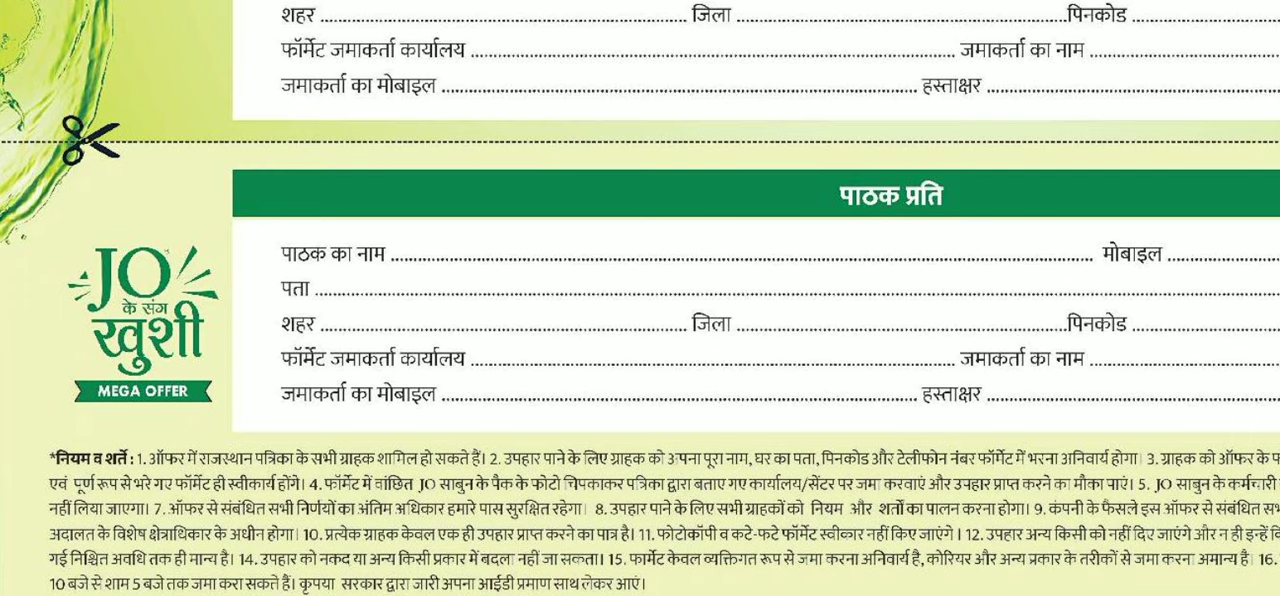 शहर ........................ जिला ........................ पिनकोड ........................
फॉर्मेट जमाकर्ता कार्यालय ........................ जमाकर्ता का नाम ........................
जमाकर्ता का मोबाइल ........................ हस्ताक्षर ........................
पाठक प्रति
पाठक का नाम ........................ मोबाइल ........................
पता ........................
शहर ........................ जिला ........................ पिनकोड ........................
फॉर्मेट जमाकर्ता कार्यालय ........................ जमाकर्ता का नाम ........................
जमाकर्ता का मोबाइल ........................ हस्ताक्षर ........................
JO
के संग
खुशी
MEGA OFFER
*नियम व शर्ते : 1. ऑफर में राजस्थान पत्रिका के सभी ग्राहक शामिल हो सकते हैं। 2. उपहार पाने के लिए ग्राहक को अपना पूरा नाम, घर का पता, पिनकोड और टेलीफोन नंबर फॉर्मेट में भरना अनिवार्य होगा। 3. ग्राहक को ऑफर के
एवं पूर्ण रूप से भरे गए फॉर्मेट ही स्वीकार्य होंगे। 4. फॉर्मेट में वांछित JO साबुन के पैक के फोटो चिपकाकर पत्रिका द्वारा बताए गए कार्यालय/सेंटर पर जमा करवाएं और उपहार प्राप्त करने का मौका पाएं। 5. JO साबुन के कर्मचारी
नहीं लिया जाएगा। 7. ऑफर से संबंधित सभी निर्णयों का अंतिम अधिकार हमारे पास सुरक्षित रहेगा। 8. उपहार पाने के लिए सभी ग्राहकों को नियम और शर्तो का पालन करना होगा। 9. कंपनी के फैसले इस ऑफर से संबंधित
अदालत के विशेष क्षेत्राधिकार के अधीन होगा। 10. प्रत्येक ग्राहक केवल एक ही उपहार प्राप्त करने का पात्र है। 11. फोटोकॉपी व कटे-फटे फॉर्मेट स्वीकार नहीं किए जाएंगे। 12. उपहार अन्य किसी को नहीं दिए जाएंगे और न ही इन्हें
गई निश्चित अवधि तक ही मान्य है। 14. उपहार को नकद या अन्य किसी प्रकार में बदला नहीं जा सकता। 15. फार्मेट केवल व्यक्तिगत रूप से जमा करना अनिवार्य है, कोरियर और अन्य प्रकार के तरीकों से जमा करना अमान्य है। 16.
10 बजे से शाम 5 बजे तक जमा करा सकते हैं। कृपया सरकार द्वारा जारी अपना आईडी प्रमाण साथ लेकर आएं।